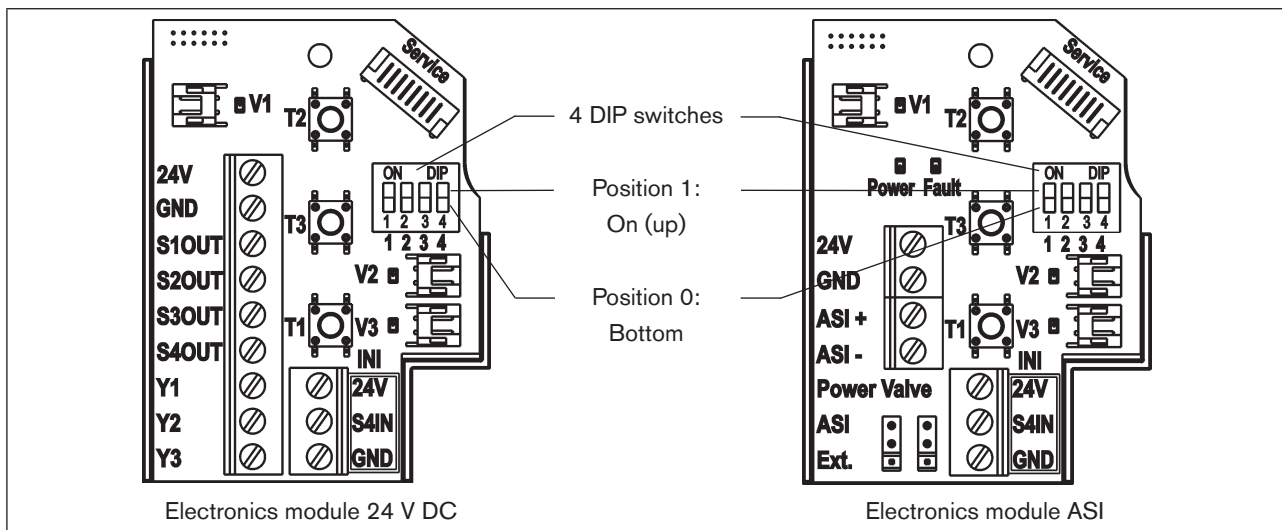 Service
V1
T2
24V
GND
S1OUT
S2OUT
S3OUT
S4OUT
Y1
Y2
Y3
T3
T1
ON DIP
1 2 3 4
1 2 3 4
V2
V3
INI
24V
S4IN
GND
Electronics module 24 V DC
4 DIP switches
Position 1:
On (up)
Position 0:
Bottom
Service
V1
T2
Power Fault
T3
24V
GND
ASI +
ASI -
T1
Power Valve
ASI
Ext.
ON DIP
1 2 3 4
1 2 3 4
V2
V3
INI
24V
S4IN
GND
Electronics module ASI